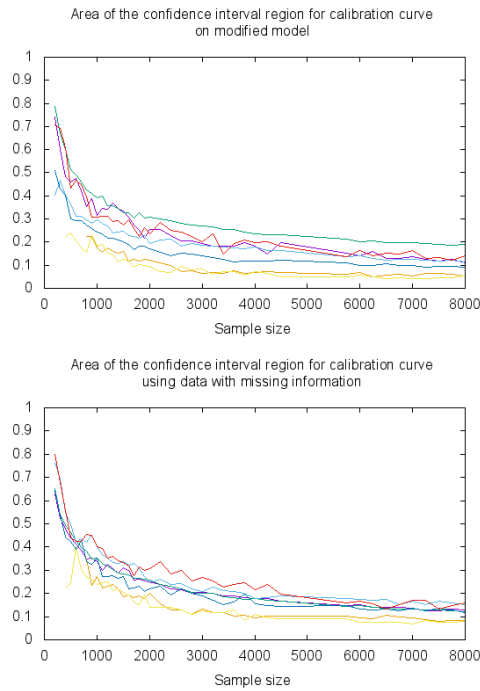 Area of the confidence interval region for calibration curve
on modified model
1
0.9
0.8
0.7
0.6
0.5
0.4
0.3
0.2
0.1
0
0 1000 2000 3000 4000 5000 6000 7000 8000
Sample size
Area of the confidence interval region for calibration curve
using data with missing information
1
0.9
0.8
0.7
0.6
0.5
0.4
0.3
0.2
0.1
0
0 1000 2000 3000 4000 5000 6000 7000 8000
Sample size